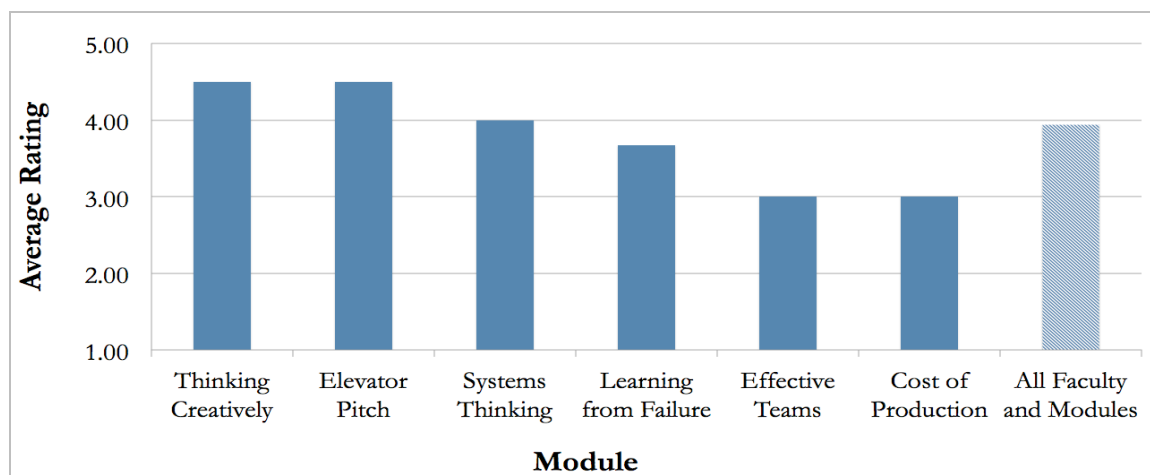 5.00
4.00
3.00
2.00
1.00
Average Rating
Thinking
Creatively
Elevator
Pitch
Systems
Thinking
Learning
from Failure
Effective
Teams
Cost of
Production
All Faculty
and Modules
Module